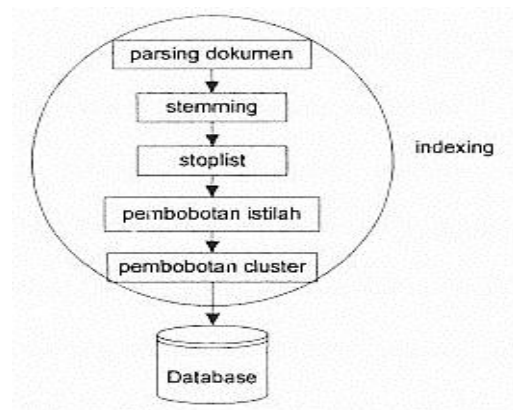 parsing dokumen
stemming
indexing
stoplist
pembobotan istilah
pembobotan cluster
Database